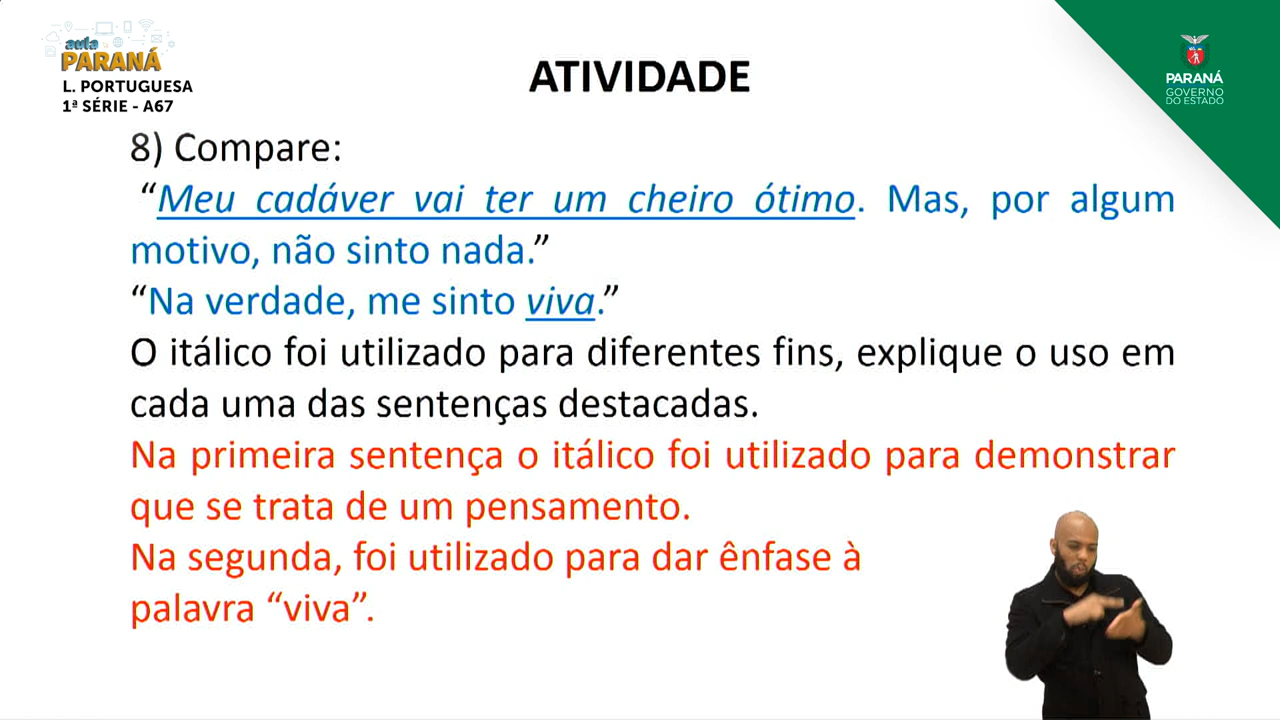 aula
PARANÁ
L. PORTUGUESA
1ª SÉRIE - A67
ATIVIDADE
PARANÁ
GOVERNO
DO ESTADO
8) Compare:
“Meu cadáver vai ter um cheiro ótimo. Mas, por algum
motivo, não sinto nada.”
“Na verdade, me sinto viva.”
O itálico foi utilizado para diferentes fins, explique o uso em
cada uma das sentenças destacadas.
Na primeira sentença o itálico foi utilizado para demonstrar
que se trata de um pensamento.
Na segunda, foi utilizado para dar ênfase à
palavra “viva”.